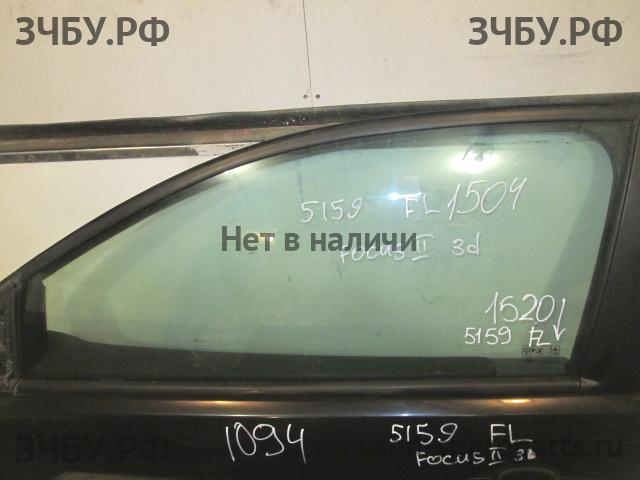 ЗЧБУ.РФ ЗЧБУ.РФ
5159 FL 1504
Нет в наличи
FOCUS II 3d
1520
5159 FL
1094 5159 FL
FOCUS II 3D
ЗЧБУ.РФ